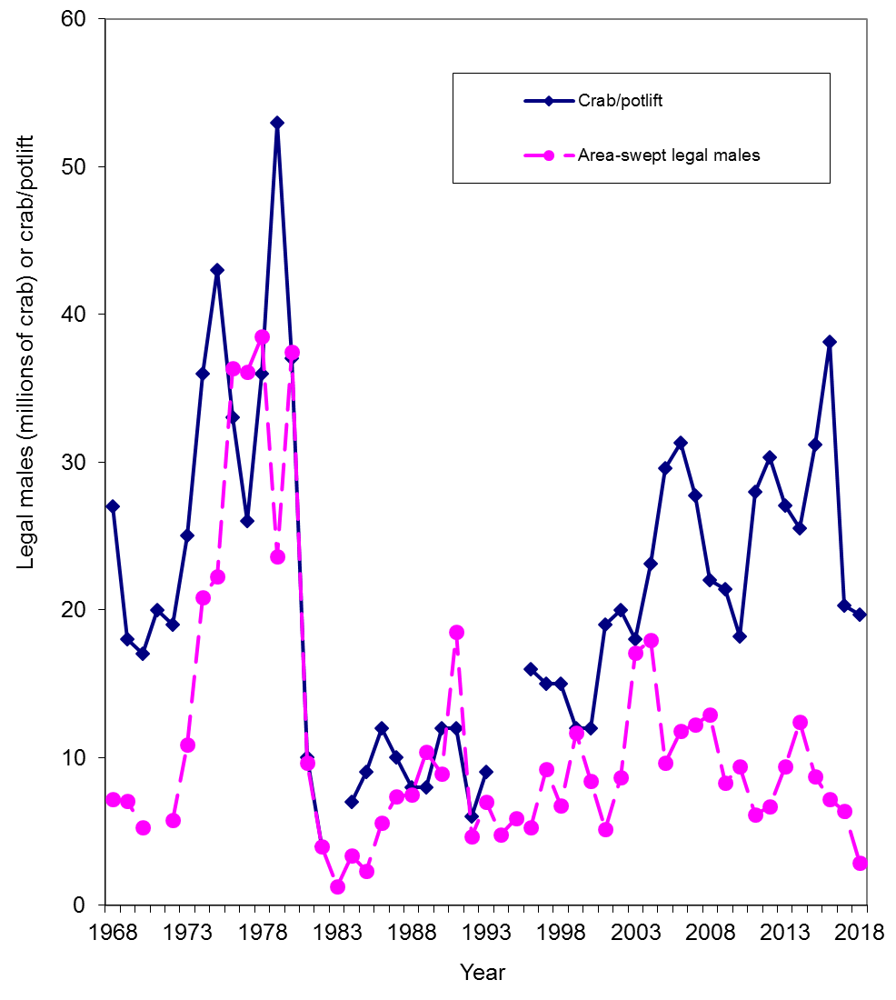 60
50
40
30
20
10
0
Legal males (millions of crab) or crab/potlift
Crab/potlift
Area-swept legal males
1968 1973 1978 1983 1988 1993 1998 2003 2008 2013 2018
Year